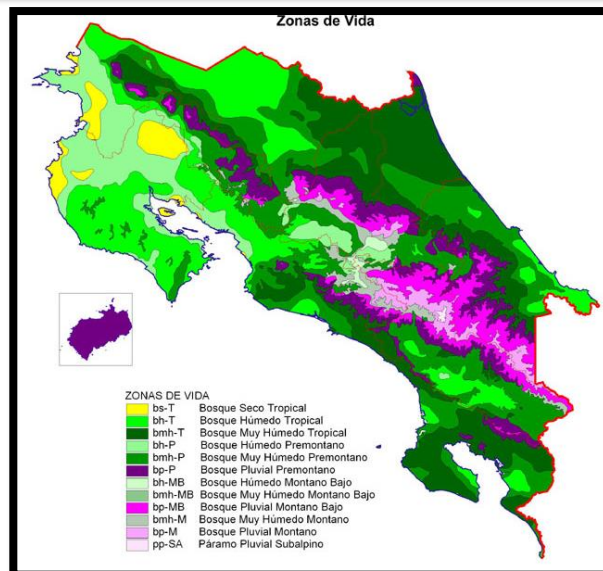 Zonas de Vida
ZONAS DE VIDA
bs-T Bosque Seco Tropical
bh-T Bosque Húmedo Tropical
bmh-T Bosque Muy Húmedo Tropical
bh-P Bosque Húmedo Premontano
bmh-P Bosque Muy Húmedo Premontano
bp-P Bosque Pluvial Premontano
bh-MB Bosque Húmedo Montano Bajo
bmh-MB Bosque Muy Húmedo Montano Bajo
bp-MB Bosque Pluvial Montano Bajo
bmh-M Bosque Muy Húmedo Montano
bp-M Bosque Pluvial Montano
pp-SA Páramo Pluvial Subalpino